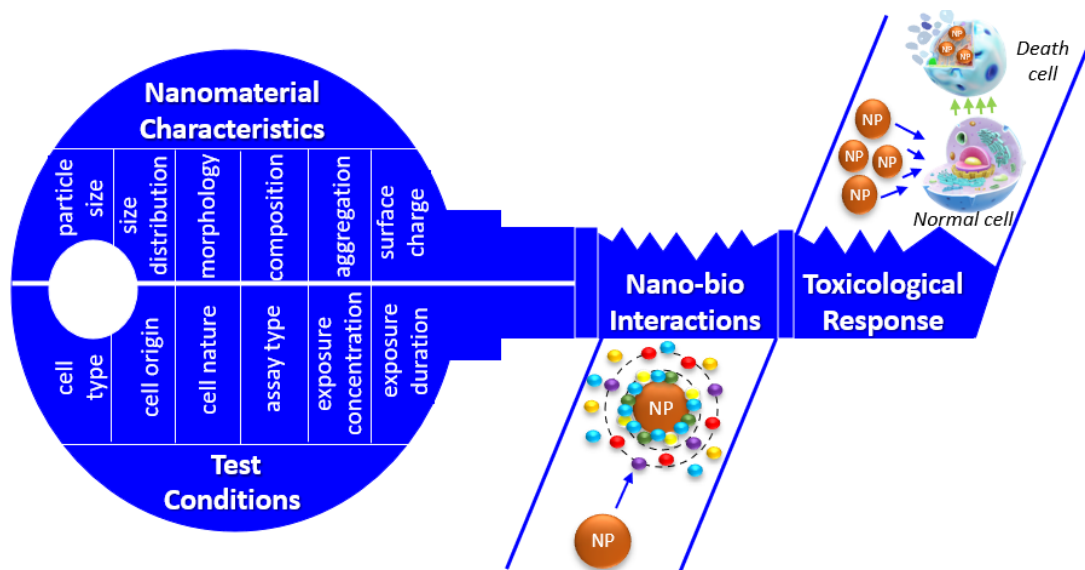 Nanomaterial
Characteristics
particle
size
size
distribution
morphology
composition
aggregation
surface
charge
cell
type
cell origin
cell nature
assay type
exposure
concentration
exposure
duration
Test
Conditions
Nano-bio
Interactions
Toxicological
Response
NP
NP
NP
NP
NP
NP
NP
NP
NP
Death
cell
Normal cell